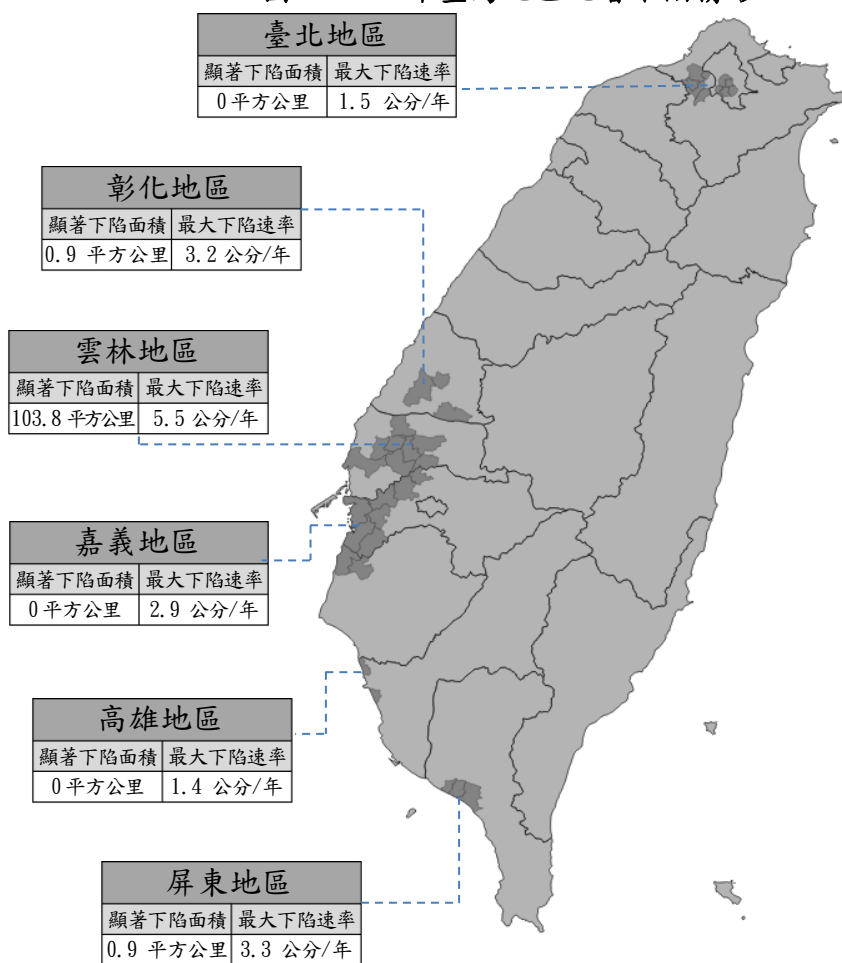 臺北地區
顯著下陷面積 最大下陷速率
0平方公里 1.5 公分/年
彰化地區
顯著下陷面積 最大下陷速率
0.9 平方公里 3.2 公分/年
雲林地區
顯著下陷面積 最大下陷速率
103.8 平方公里 5.5 公分/年
嘉義地區
顯著下陷面積 最大下陷速率
0平方公里 2.9 公分/年
高雄地區
顯著下陷面積 最大下陷速率
0平方公里 1.4 公分/年
屏東地區
顯著下陷面積 最大下陷速率
0.9 平方公里 3.3 公分/年